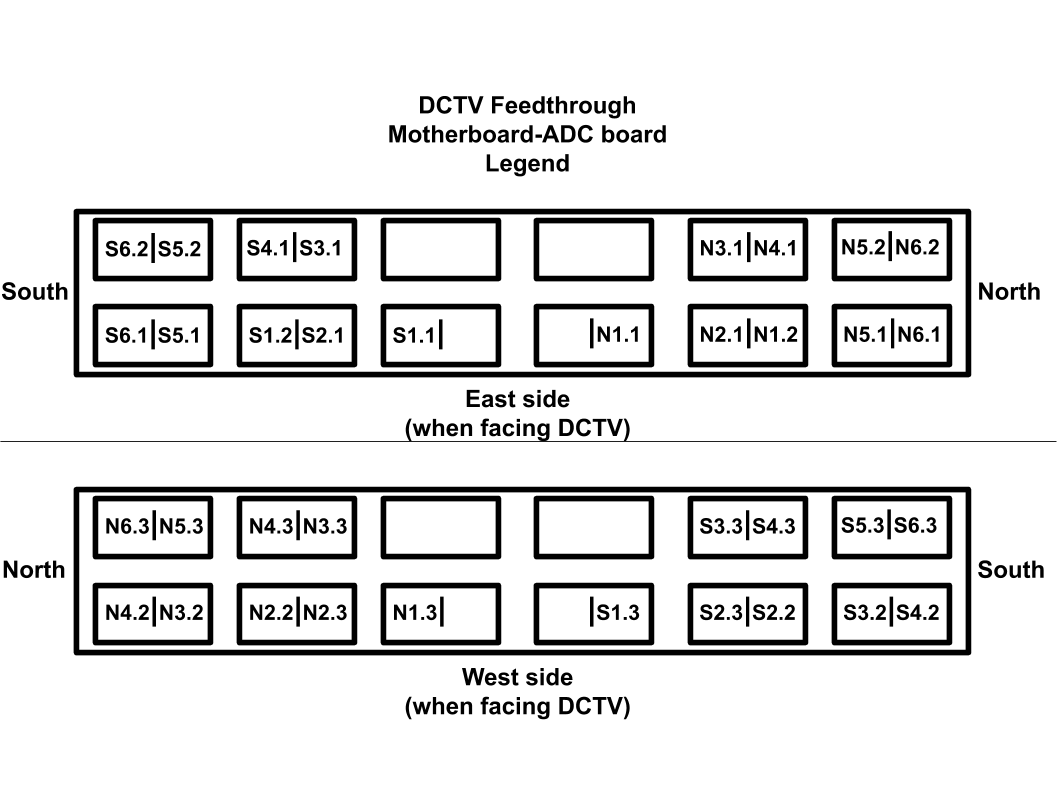 DCTV Feedthrough
Motherboard-ADC board
Legend
S6.2|S5.2 S4.1|S3.1 N3.1|N4.1 N5.2|N6.2
South North
S6.1|S5.1 S1.2|S2.1 S1.1| |N1.1 N2.1|N1.2 N5.1|N6.1
East side
(when facing DCTV)
N6.3|N5.3 N4.3|N3.3 S3.3|S4.3 S5.3|S6.3
North South
N4.2|N3.2 N2.2|N2.3 N1.3| |S1.3 S2.3|S2.2 S3.2|S4.2
West side
(when facing DCTV)